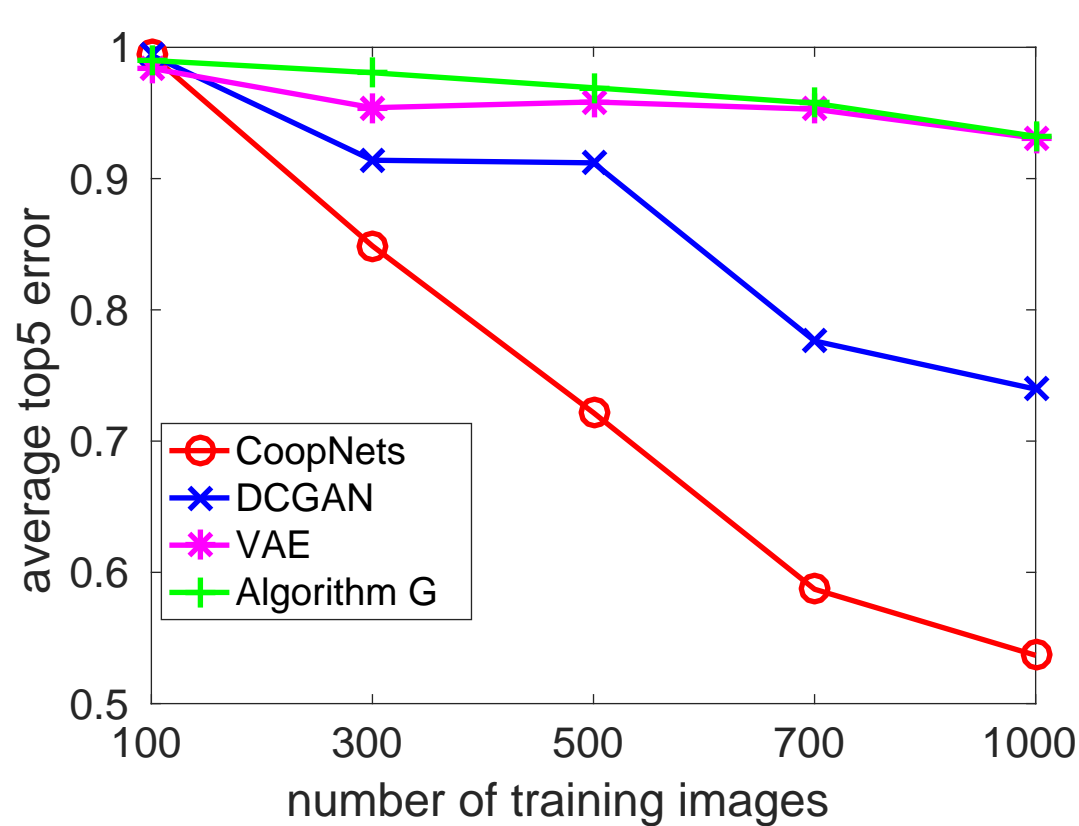 average top5 error
1
0.9
0.8
0.7
0.6
0.5
CoopNets
DCGAN
VAE
Algorithm G
100 300 500 700 1000
number of training images